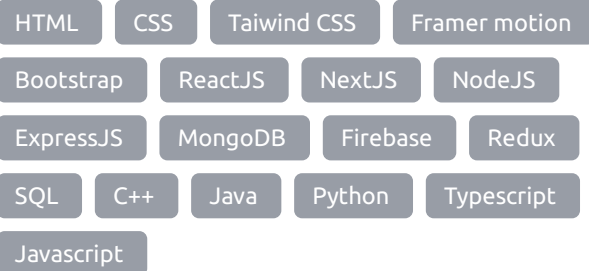 HTML CSS Taiwind CSS Framer motion
Bootstrap ReactJS NextJS NodeJS
ExpressJS MongoDB Firebase Redux
SQL C++ Java Python Typescript
Javascript